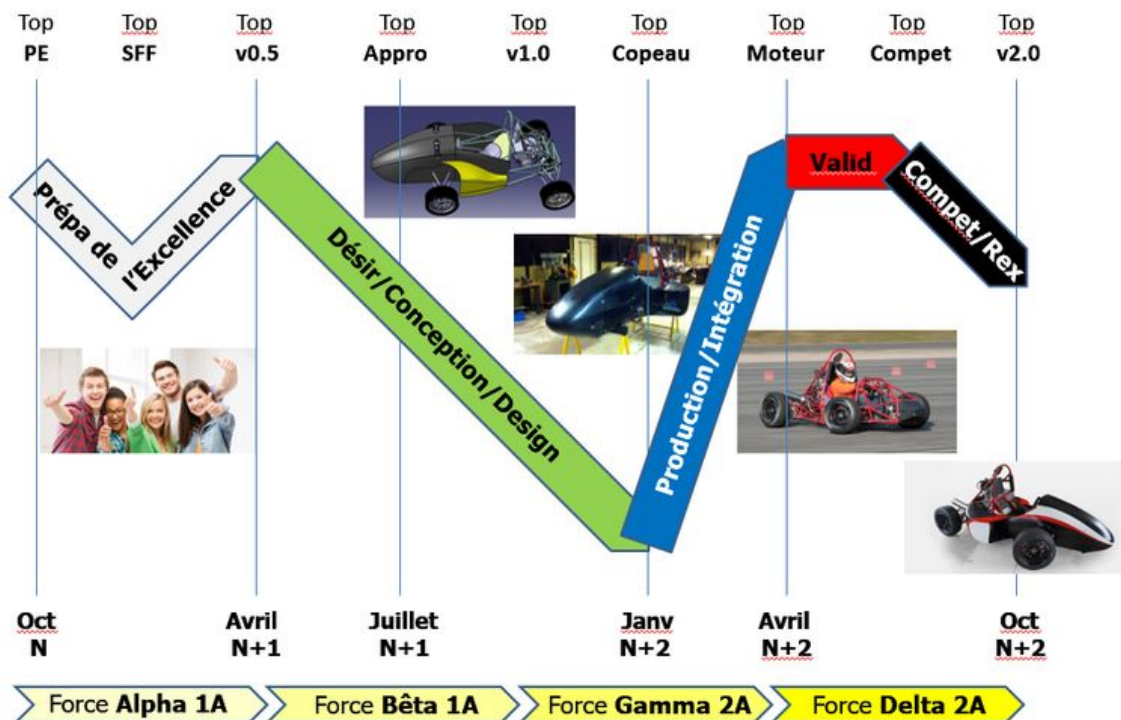 Top Top Top Top Top Top Top Top Top
PE SFF v0.5 Appro v1.0 Copeau Moteur Compet v2.0
Prépa de
l'Excellence
Désir/Conception/Design
Production/Intégration
Valid
Compet/Rex
Oct Avril Juillet Janv Avril Oct
N N+1 N+1 N+2 N+2 N+2
Force Alpha 1A Force Bêta 1A Force Gamma 2A Force Delta 2A